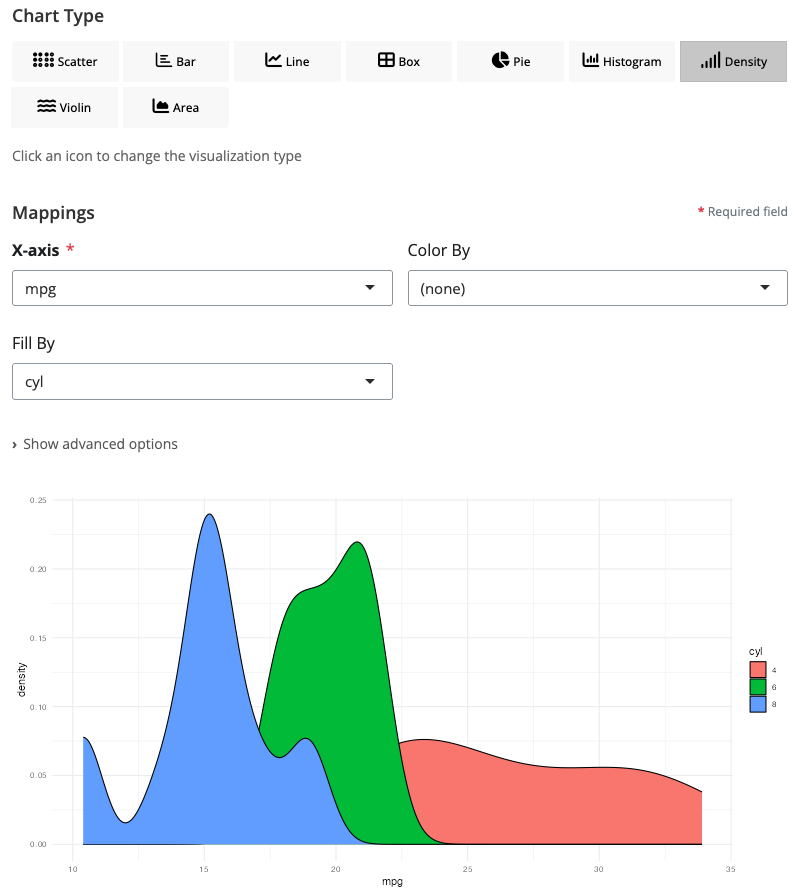 Chart Type
Scatter Bar Line Box Pie Histogram Density
Violin Area
Click an icon to change the visualization type
Mappings * Required field
X-axis * Color By
mpg (none)
Fill By
cyl
› Show advanced options
0.25
0.20
0.15
0.10
0.05
0.00
density
10 15 20 25 30 35
mpg
cyl
4
6
8